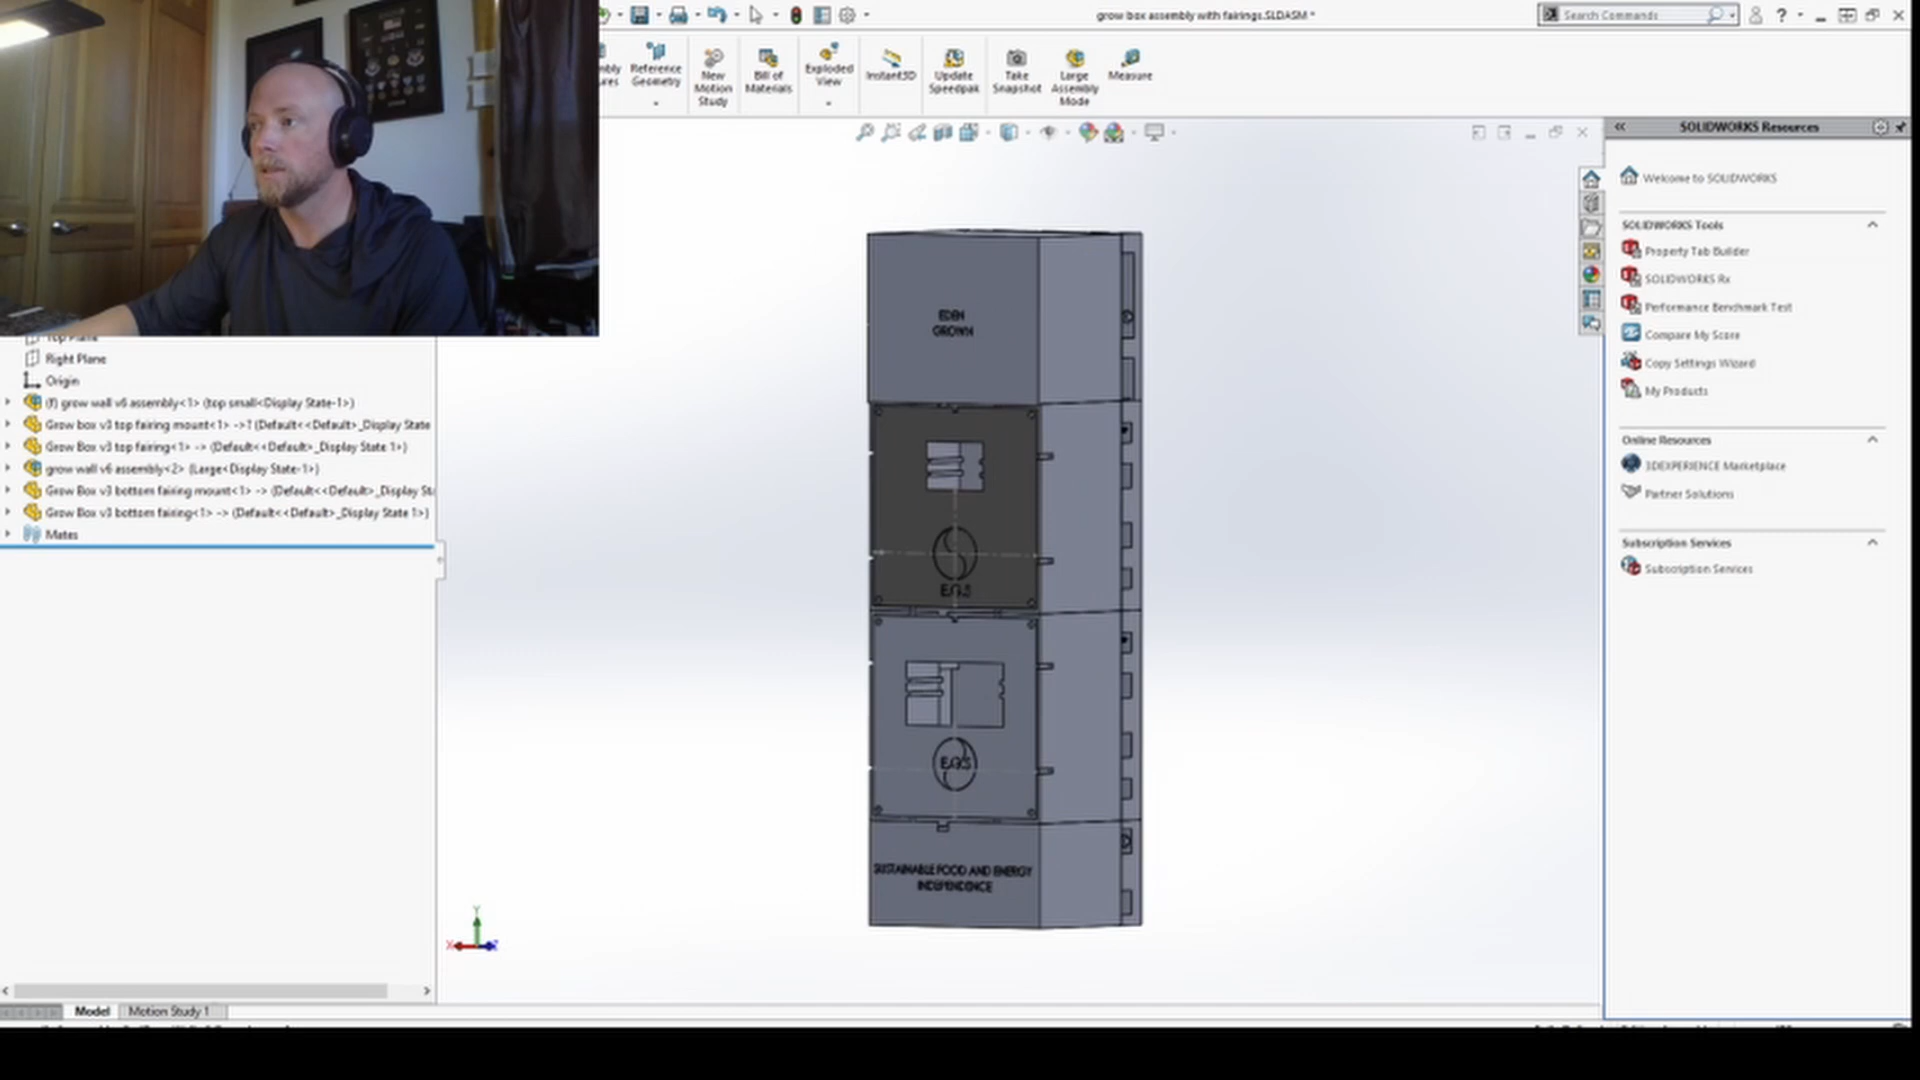 grow box assembly with fairings.SLDASM *
Search Commands
Reference Geometry
New Motion Study
Bill of Materials
Exploded View
Instant3D
Update Speedpak
Take Snapshot
Large Assembly Mode
Measure
SOLIDWORKS Resources
Welcome to SOLIDWORKS
SOLIDWORKS Tools
Property Tab Builder
SOLIDWORKS Rx
Performance Benchmark Test
Compare My Score
Copy Settings Wizard
My Products
Online Resources
3DEXPERIENCE Marketplace
Partner Solutions
Subscription Services
Subscription Services
Top Plane
Right Plane
Origin
(f) grow wall v6 assembly<1> (top small<Display State-1>)
Grow box v3 top fairing mount<1> ->? (Default<<Default>_Display State
Grow Box v3 top fairing<1> -> (Default<<Default>_Display State 1>)
grow wall v6 assembly<2> (Large<Display State-1>)
Grow Box v3 bottom fairing mount<1> -> (Default<<Default>_Display St
Grow Box v3 bottom fairing<1> -> (Default<<Default>_Display State 1>)
Mates
EDEN
GROWN
EGS
EGS
SUSTAINABLE FOOD AND ENERGY
INDEPENDENCE
Y
X
Z
Model
Motion Study 1